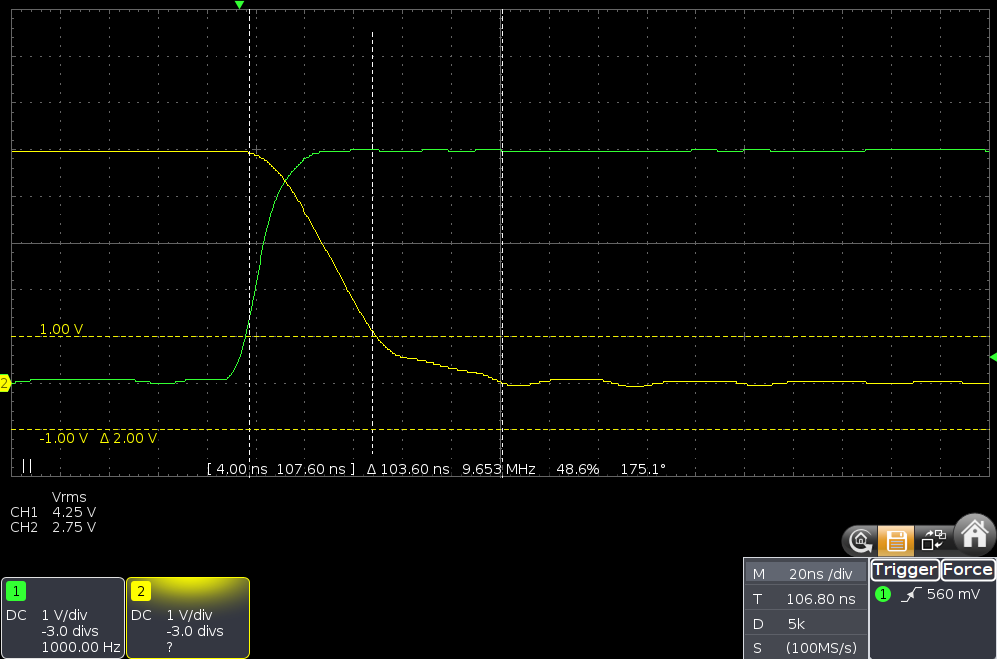 1.00 V
2
-1.00 V Δ 2.00 V
[ 4.00 ns 107.60 ns ] Δ 103.60 ns 9.653 MHz 48.6% 175.1°
Vrms
CH1 4.25 V
CH2 2.75 V
1
DC 1 V/div
-3.0 divs
1000.00 Hz
2
DC 1 V/div
-3.0 divs
?
M 20ns /div
T 106.80 ns
D 5k
S (100MS/s)
Trigger Force
1 560 mV